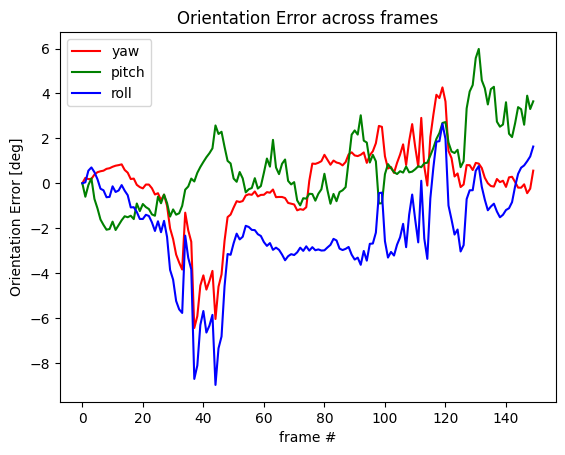 Orientation Error across frames
yaw
pitch
roll
Orientation Error [deg]
6
4
2
0
−2
−4
−6
−8
0 20 40 60 80 100 120 140
frame #